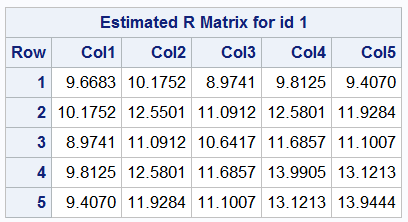 Estimated R Matrix for id 1
Row Col1 Col2 Col3 Col4 Col5
1 9.6683 10.1752 8.9741 9.8125 9.4070
2 10.1752 12.5501 11.0912 12.5801 11.9284
3 8.9741 11.0912 10.6417 11.6857 11.1007
4 9.8125 12.5801 11.6857 13.9905 13.1213
5 9.4070 11.9284 11.1007 13.1213 13.9444